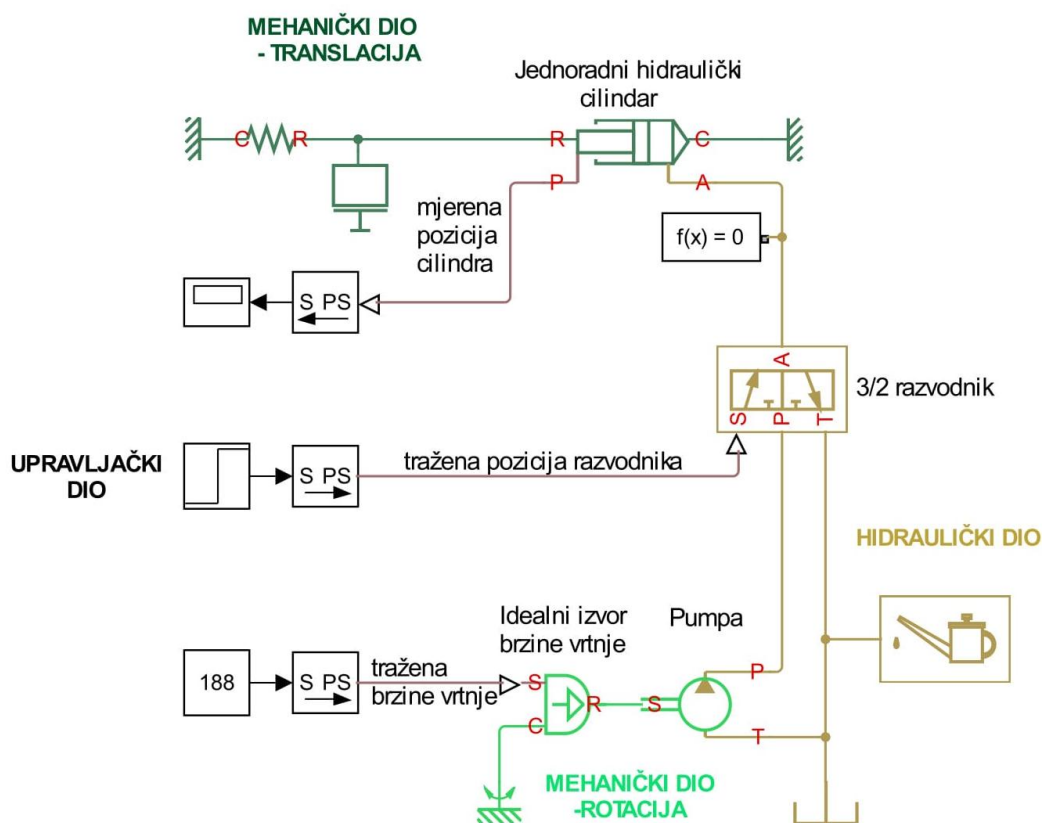 MEHANIČKI DIO
- TRANSLACIJA
Jednoradni hidraulički
cilindar
C
R
R
C
P
A
mjerena
pozicija
cilindra
f(x) = 0
S PS
A
S
P
T
3/2 razvodnik
UPRAVLJAČKI
DIO
S PS
tražena pozicija razvodnika
HIDRAULIČKI DIO
Idealni izvor
brzine vrtnje
Pumpa
188
S PS
tražena
brzine vrtnje
S
C
R
S
P
T
MEHANIČKI DIO
-ROTACIJA